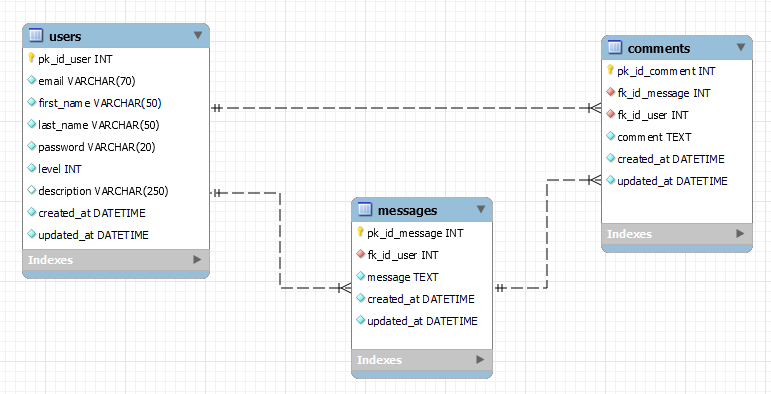 users
pk_id_user INT
email VARCHAR(70)
first_name VARCHAR(50)
last_name VARCHAR(50)
password VARCHAR(20)
level INT
description VARCHAR(250)
created_at DATETIME
updated_at DATETIME
Indexes
messages
pk_id_message INT
fk_id_user INT
message TEXT
created_at DATETIME
updated_at DATETIME
Indexes
comments
pk_id_comment INT
fk_id_message INT
fk_id_user INT
comment TEXT
created_at DATETIME
updated_at DATETIME
Indexes